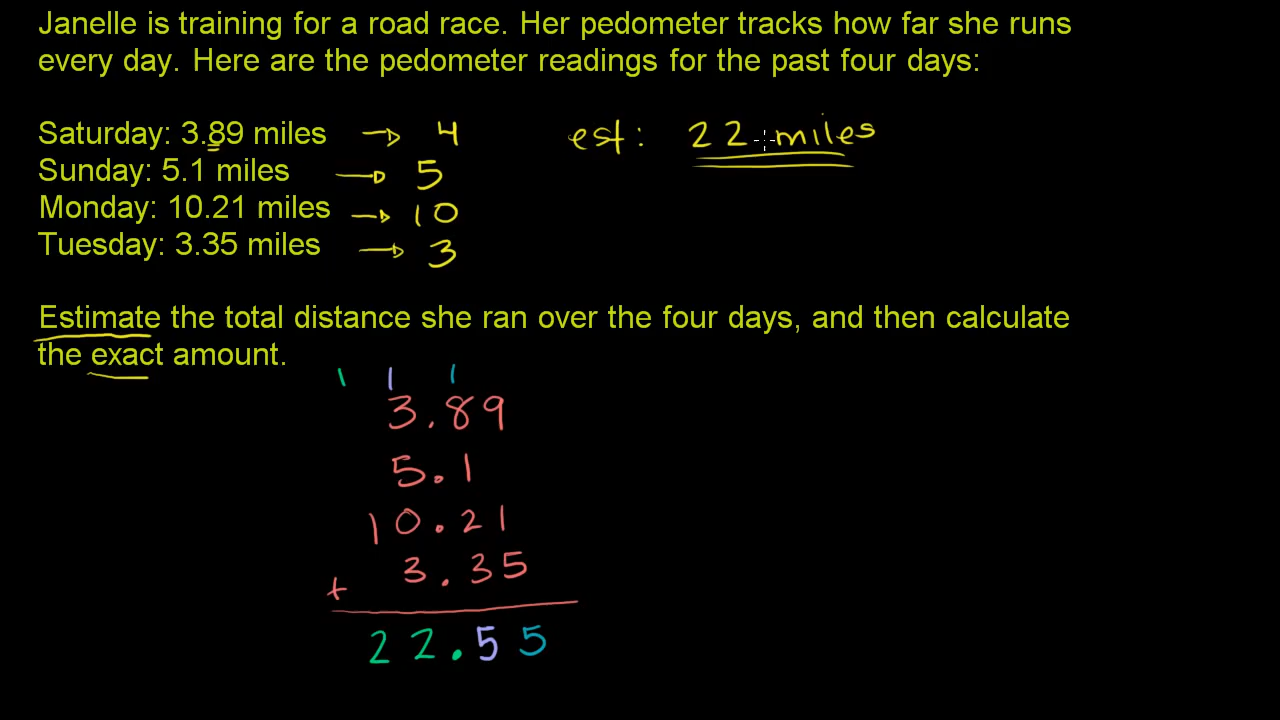 Janelle is training for a road race. Her pedometer tracks how far she runs
every day. Here are the pedometer readings for the past four days:
Saturday: 3.89 miles → 4 est: 22 miles
Sunday: 5.1 miles → 5
Monday: 10.21 miles → 10
Tuesday: 3.35 miles → 3
Estimate the total distance she ran over the four days, and then calculate
the exact amount.
1 1 1
3.89
5.1
10.21
+ 3.35
22.55